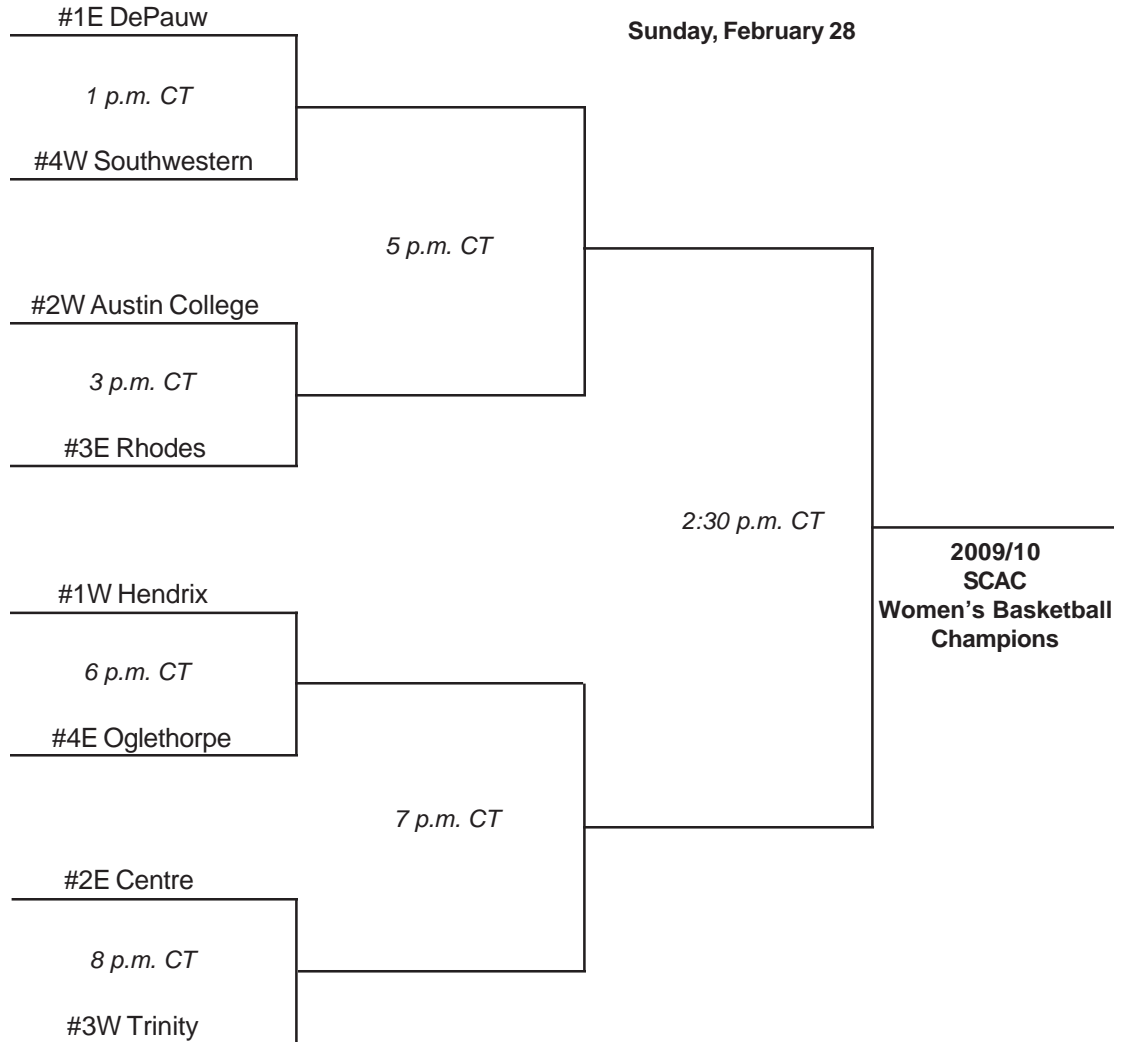 #1E DePauw
Sunday, February 28
1 p.m. CT
#4W Southwestern
5 p.m. CT
#2W Austin College
3 p.m. CT
#3E Rhodes
2:30 p.m. CT
2009/10
SCAC
Women's Basketball
Champions
#1W Hendrix
6 p.m. CT
#4E Oglethorpe
7 p.m. CT
#2E Centre
8 p.m. CT
#3W Trinity